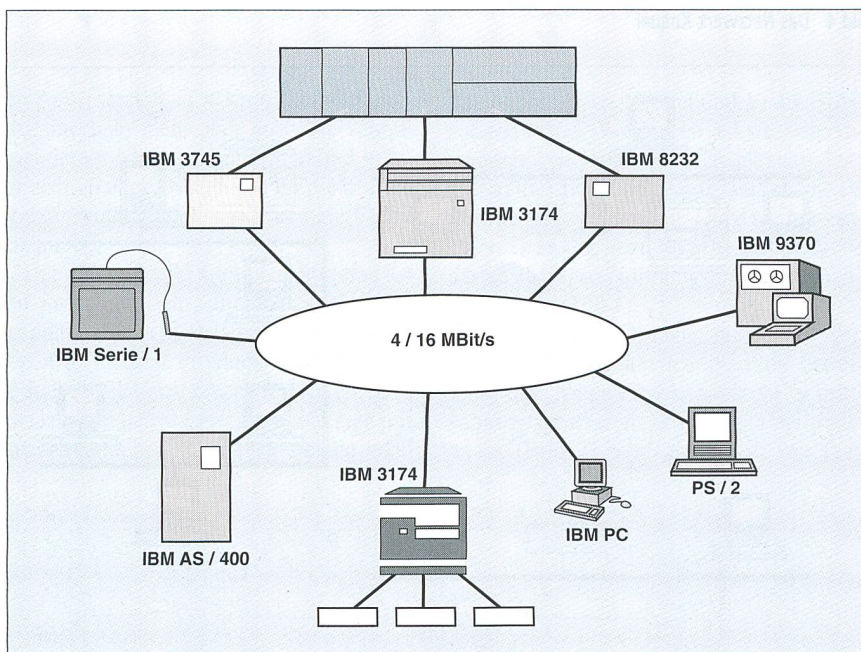 IBM 3745
IBM 8232
IBM 3174
IBM 9370
4 / 16 MBit/s
IBM Serie / 1
IBM 3174
PS / 2
IBM PC
IBM AS / 400